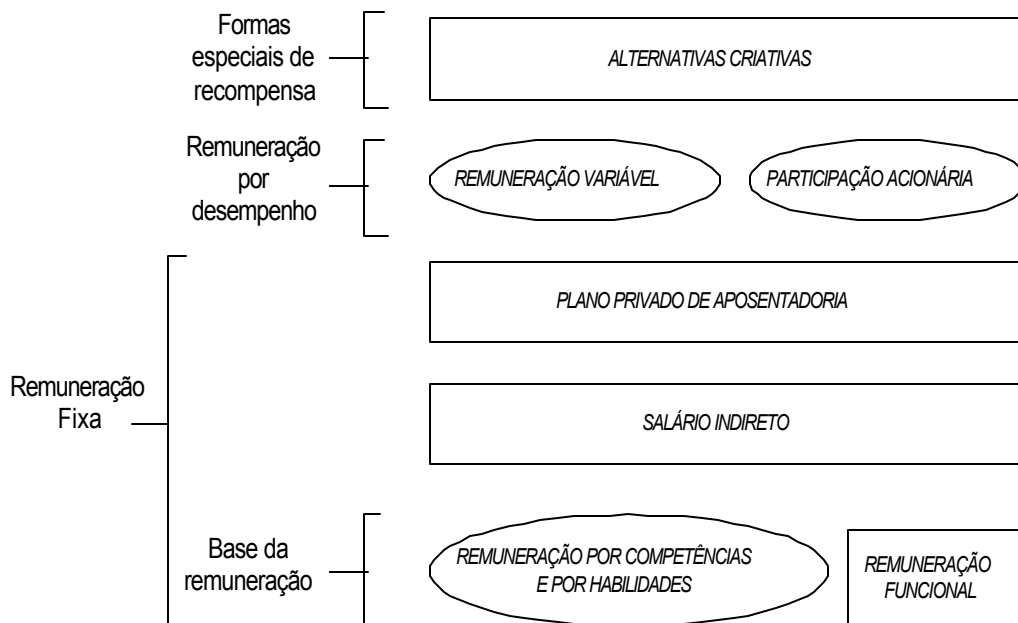 Formas
especiais de
recompensa
ALTERNATIVAS CRIATIVAS
Remuneração
por
desempenho
REMUNERAÇÃO VARIÁVEL
PARTICIPAÇÃO ACIONÁRIA
PLANO PRIVADO DE APOSENTADORIA
Remuneração
Fixa
SALÁRIO INDIRETO
Base da
remuneração
REMUNERAÇÃO POR COMPETÊNCIAS
E POR HABILIDADES
REMUNERAÇÃO
FUNCIONAL